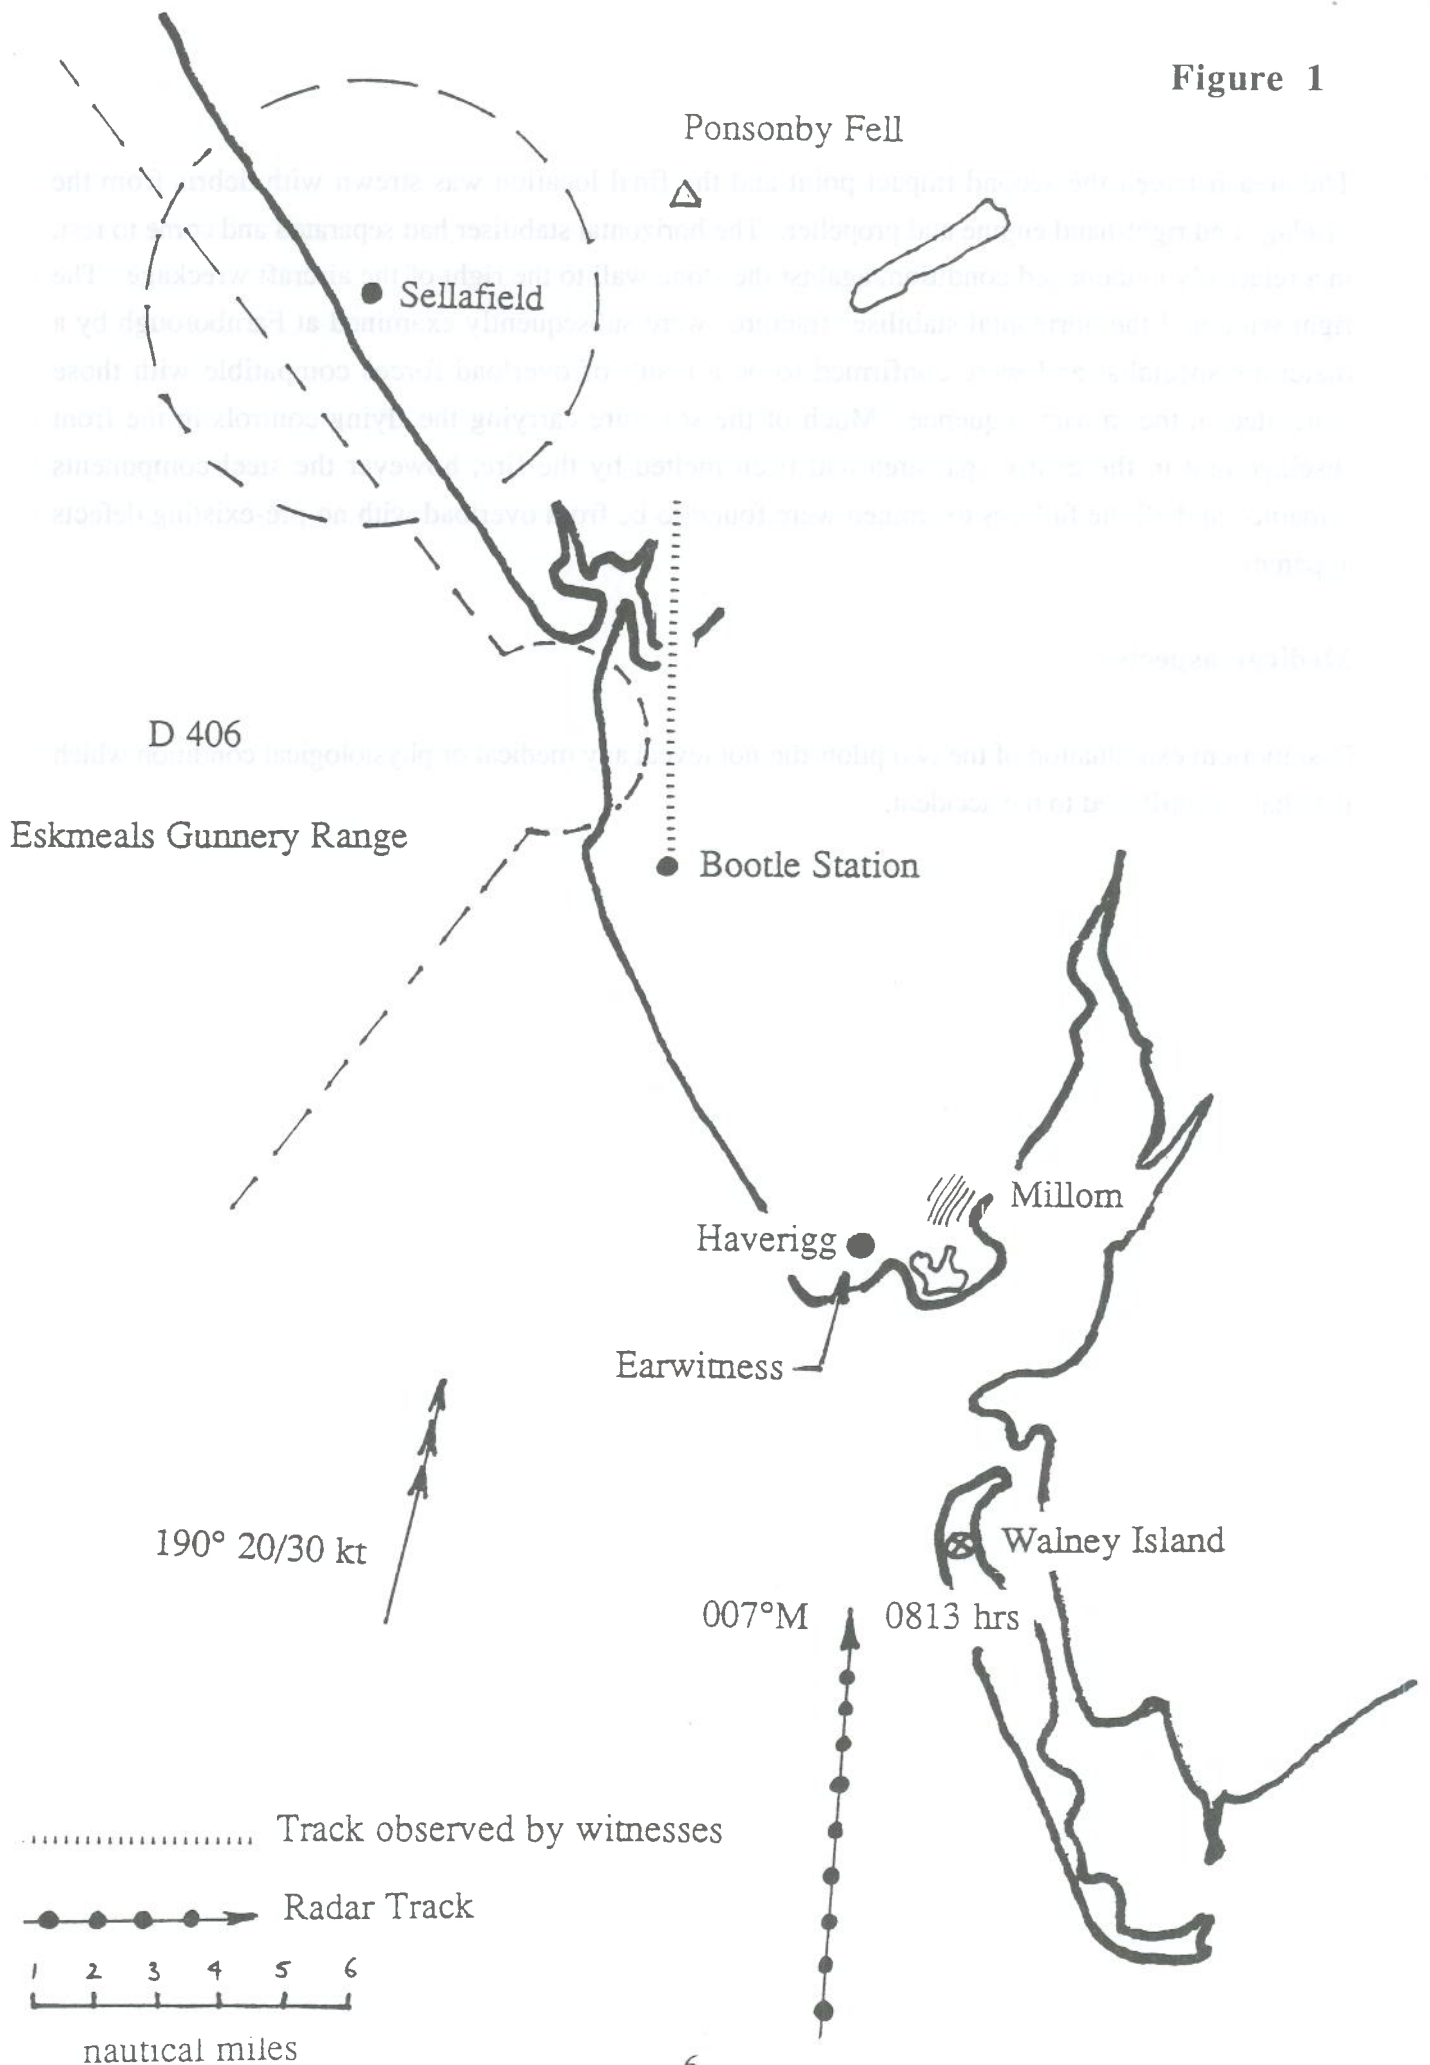 Figure 1
Ponsonby Fell
Sellafield
D 406
Eskmeals Gunnery Range
Bootle Station
Millom
Haverigg
Earwitness
190° 20/30 kt
Walney Island
007°M 0813 hrs
Track observed by witnesses
Radar Track
1 2 3 4 5 6
nautical miles
6